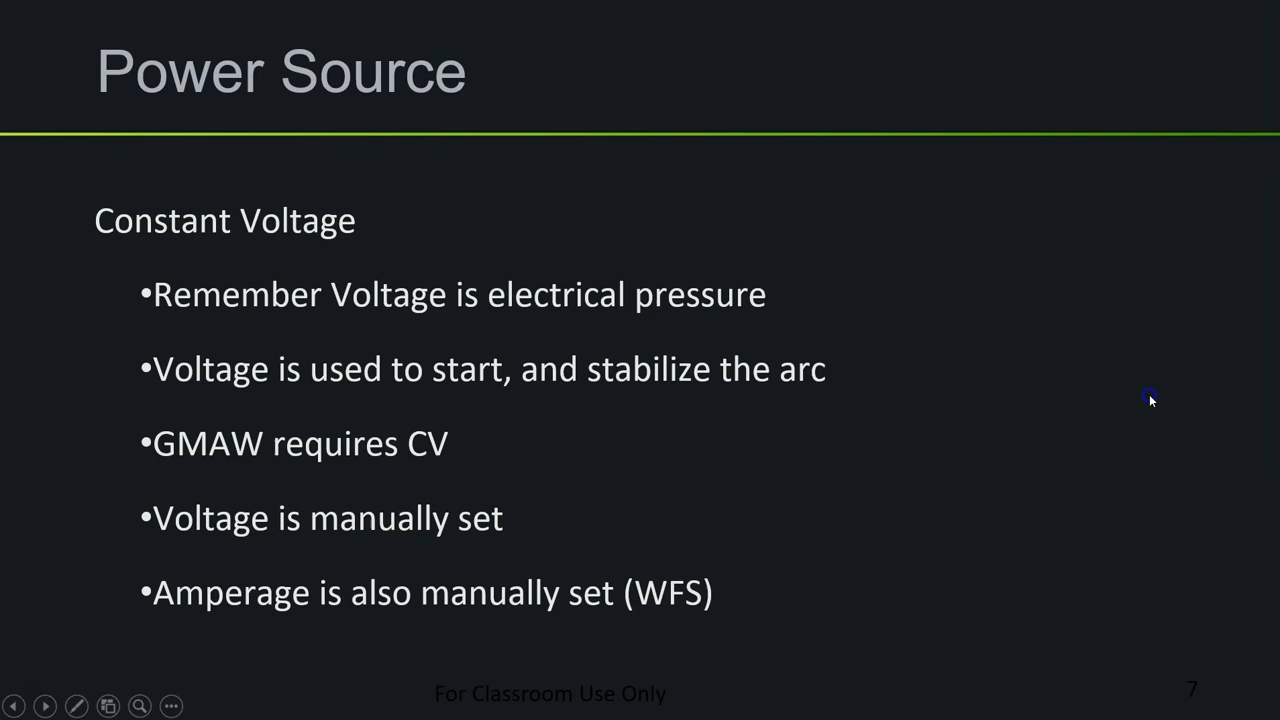 Power Source
Constant Voltage
•Remember Voltage is electrical pressure
•Voltage is used to start, and stabilize the arc
•GMAW requires CV
•Voltage is manually set
•Amperage is also manually set (WFS)
For Classroom Use Only
7